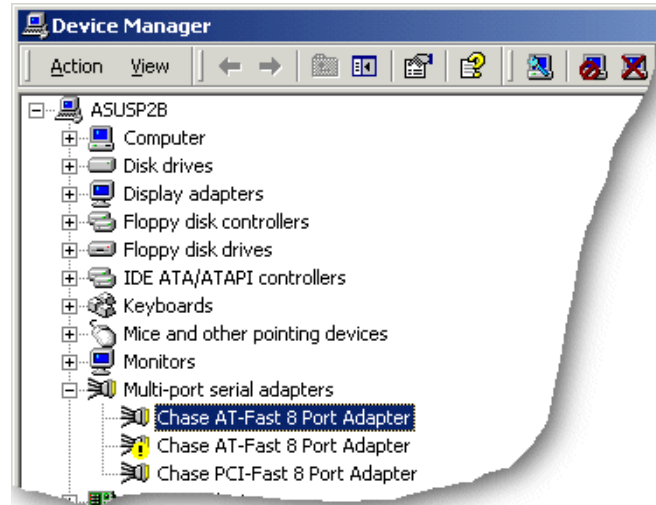 Device Manager
Action View
ASUSP2B
Computer
Disk drives
Display adapters
Floppy disk controllers
Floppy disk drives
IDE ATA/ATAPI controllers
Keyboards
Mice and other pointing devices
Monitors
Multi-port serial adapters
Chase AT-Fast 8 Port Adapter
Chase AT-Fast 8 Port Adapter
Chase PCI-Fast 8 Port Adapter